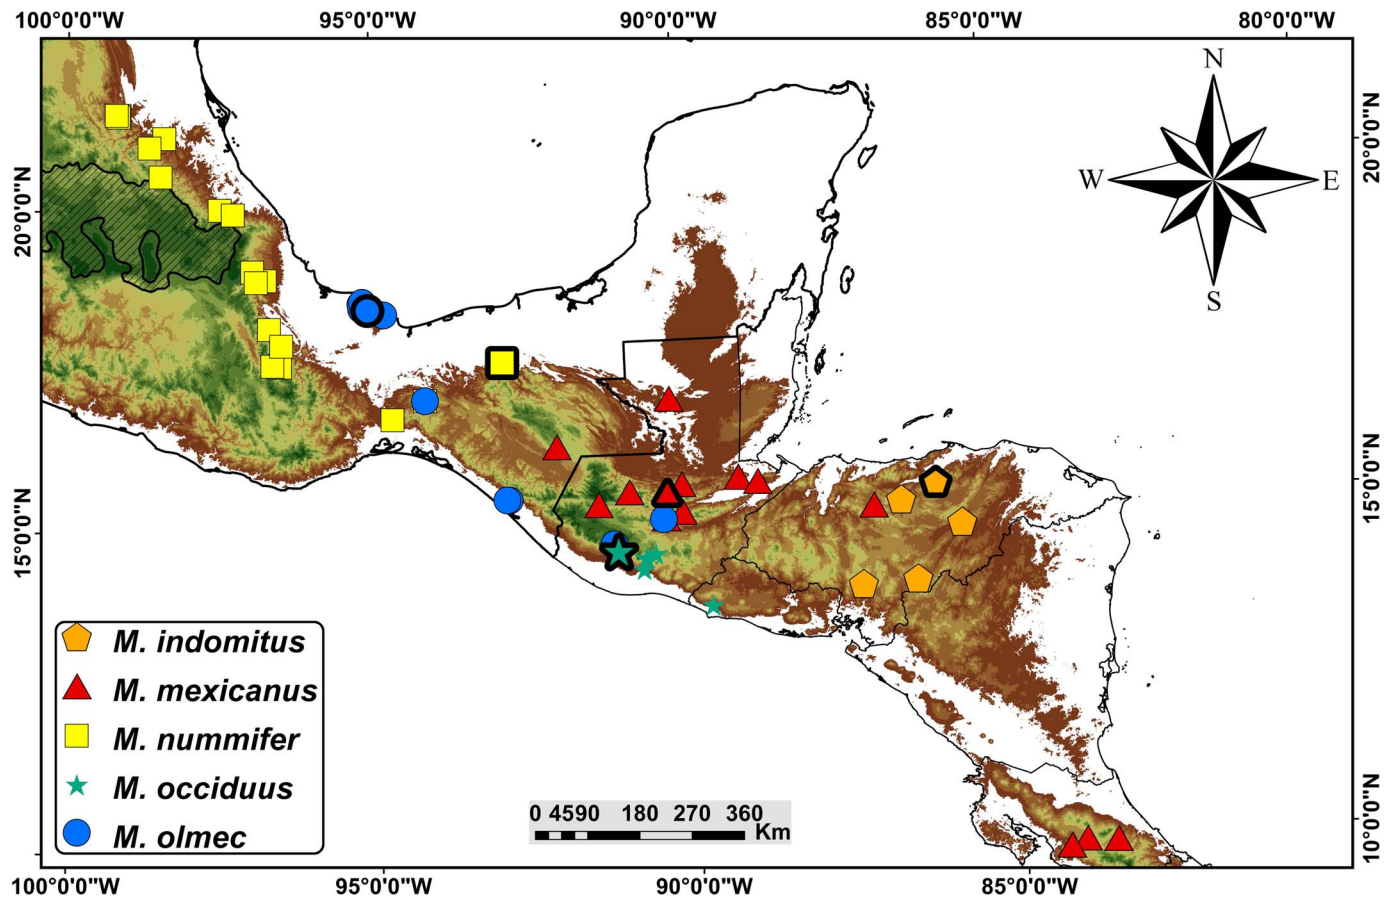 100°0'0"W 95°0'0"W 90°0'0"W 85°0'0"W 80°0'0"W
N
W E
S
20°0'0"N
20°0'0"N
15°0'0"N
15°0'0"N
10°0'0"N
M. indomitus
M. mexicanus
M. nummifer
M. occiduus
M. olmec
0 4590 180 270 360
Km
100°0'0"W 95°0'0"W 90°0'0"W 85°0'0"W